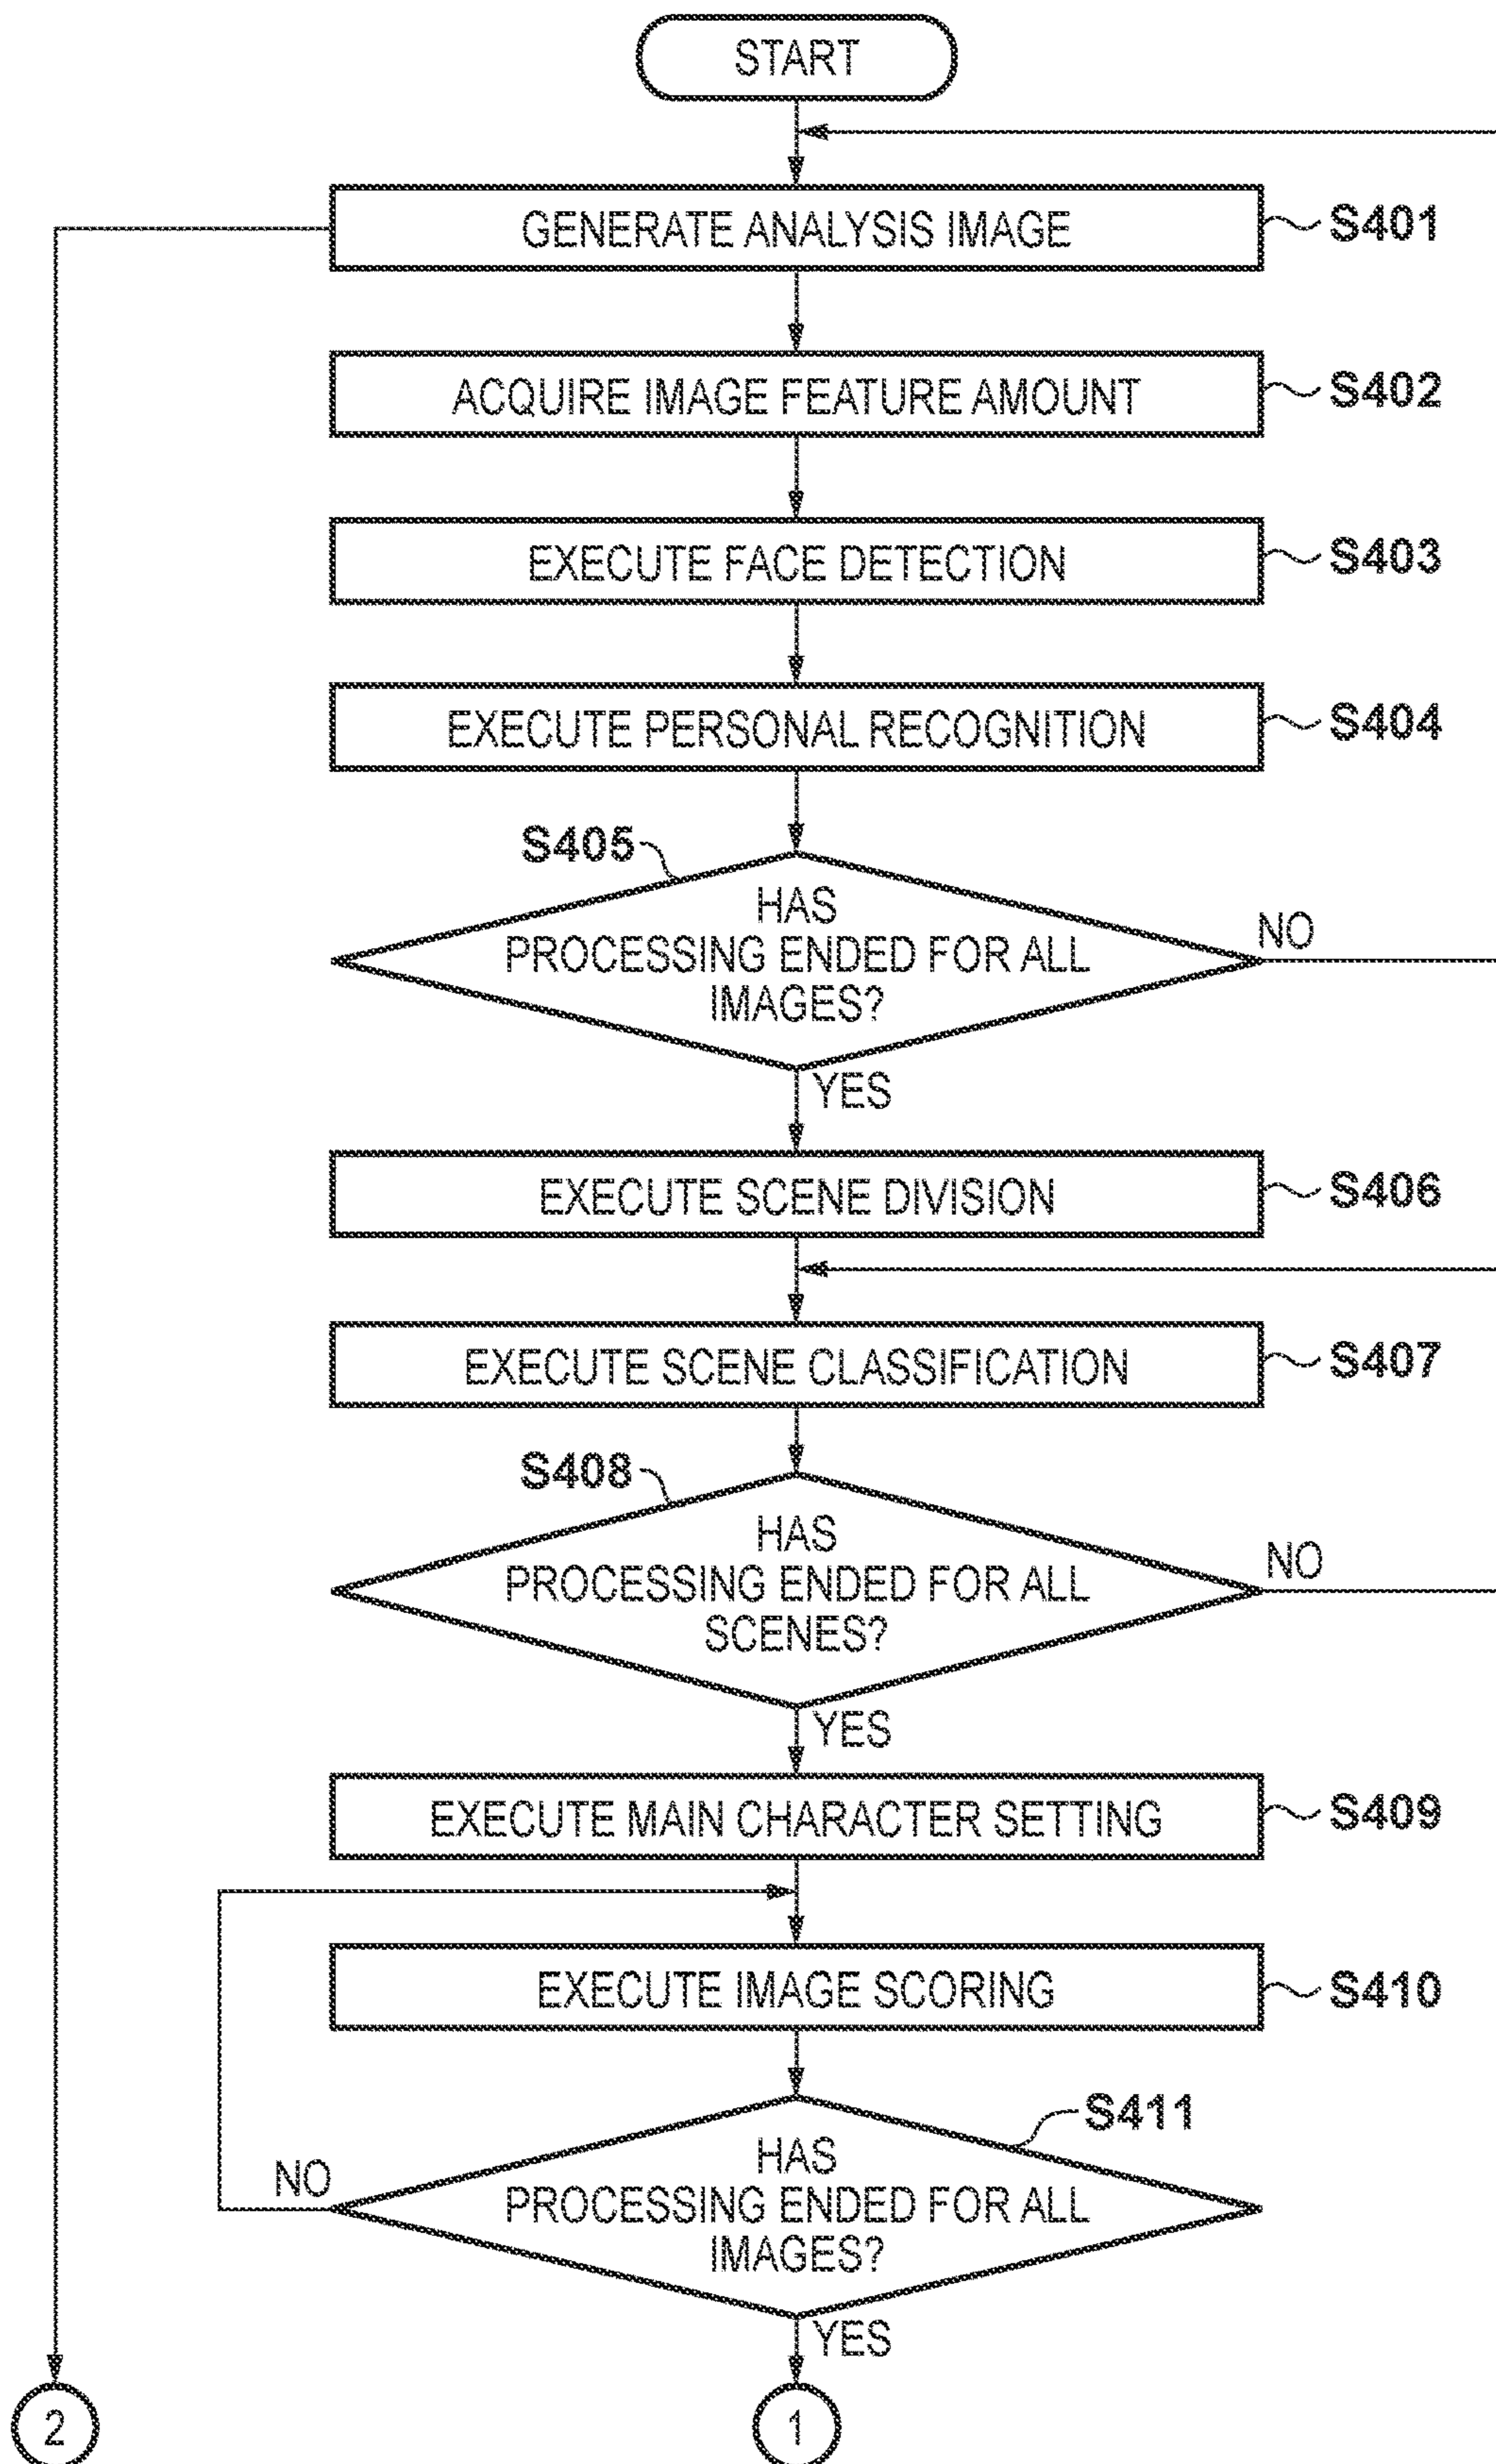 START
GENERATE ANALYSIS IMAGE
S401
ACQUIRE IMAGE FEATURE AMOUNT
S402
EXECUTE FACE DETECTION
S403
EXECUTE PERSONAL RECOGNITION
S404
S405
HAS
PROCESSING ENDED FOR ALL
IMAGES?
NO
YES
EXECUTE SCENE DIVISION
S406
EXECUTE SCENE CLASSIFICATION
S407
S408
HAS
PROCESSING ENDED FOR ALL
SCENES?
NO
YES
EXECUTE MAIN CHARACTER SETTING
S409
EXECUTE IMAGE SCORING
S410
S411
HAS
PROCESSING ENDED FOR ALL
IMAGES?
NO
YES
2
1